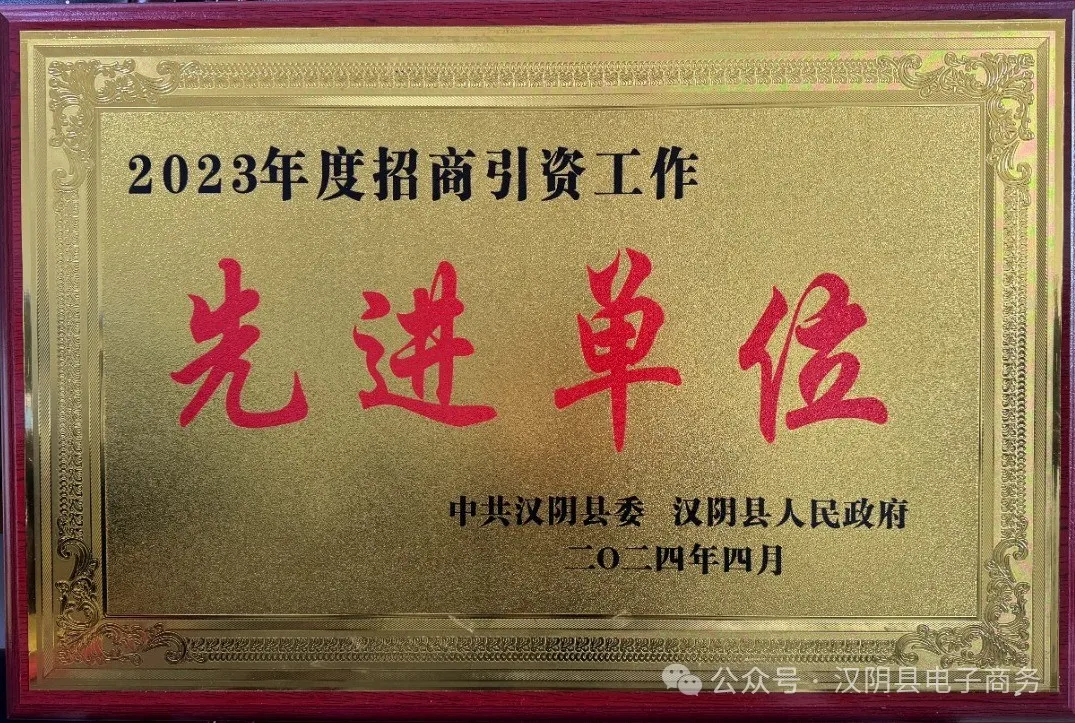 2023年度招商引资工作
先进单位
中共汉阴县委 汉阴县人民政府
二〇二四年四月
公众号·汉阴县电子商务